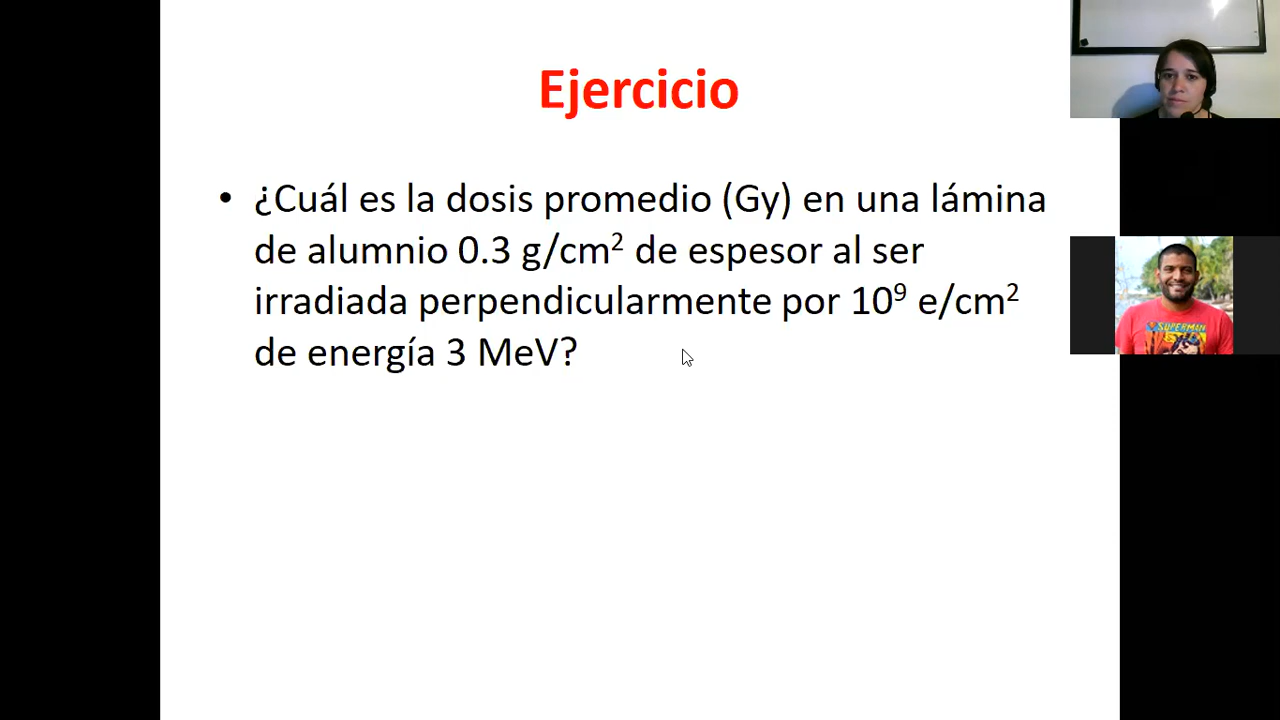 Ejercicio
• ¿Cuál es la dosis promedio (Gy) en una lámina
de alumnio 0.3 g/cm² de espesor al ser
irradiada perpendicularmente por 10⁹ e/cm²
de energía 3 MeV?
SUPERMAN